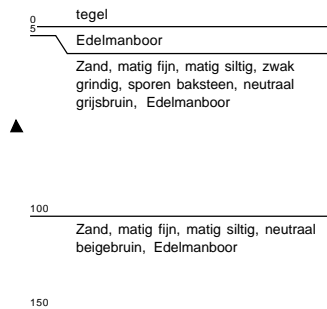 0
tegel
5
Edelmanboor
Zand, matig fijn, matig siltig, zwak
grindig, sporen baksteen, neutraal
grijsbruin, Edelmanboor
100
Zand, matig fijn, matig siltig, neutraal
beigebruin, Edelmanboor
150